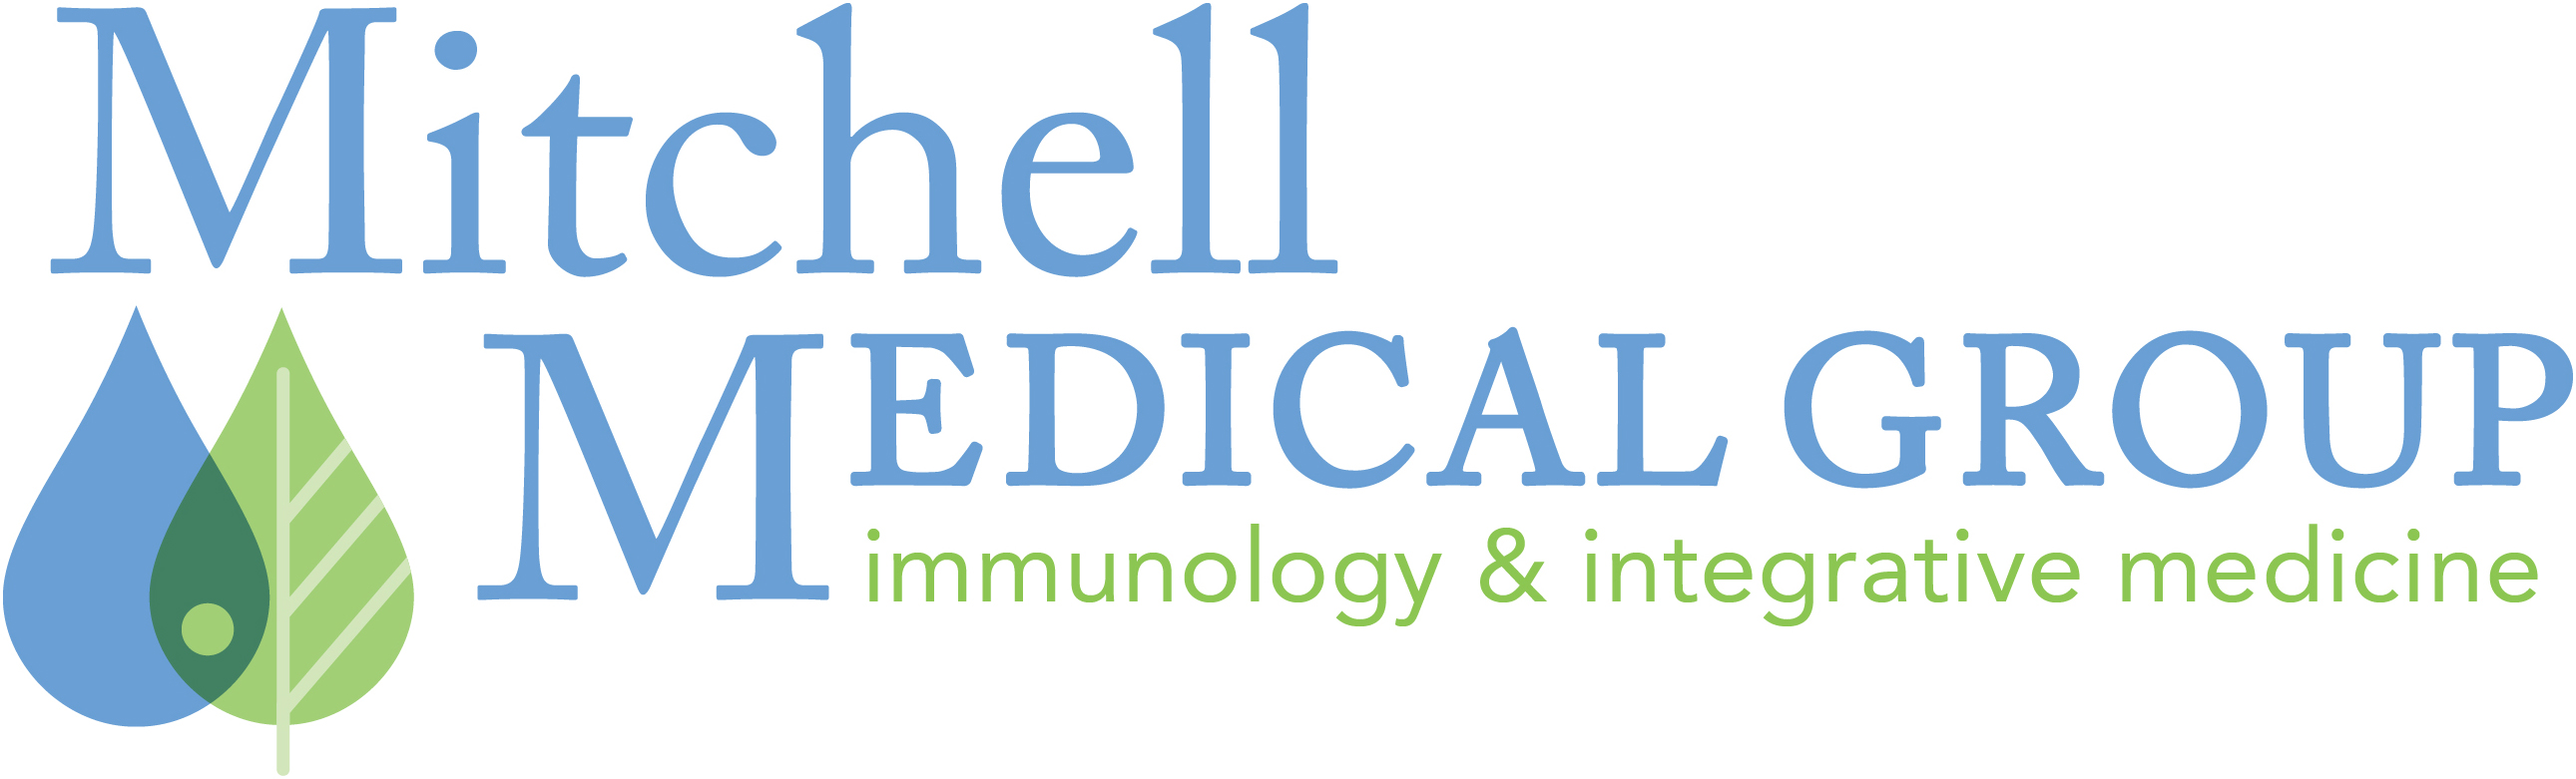 Mitchell
MEDICAL GROUP
immunology & integrative medicine